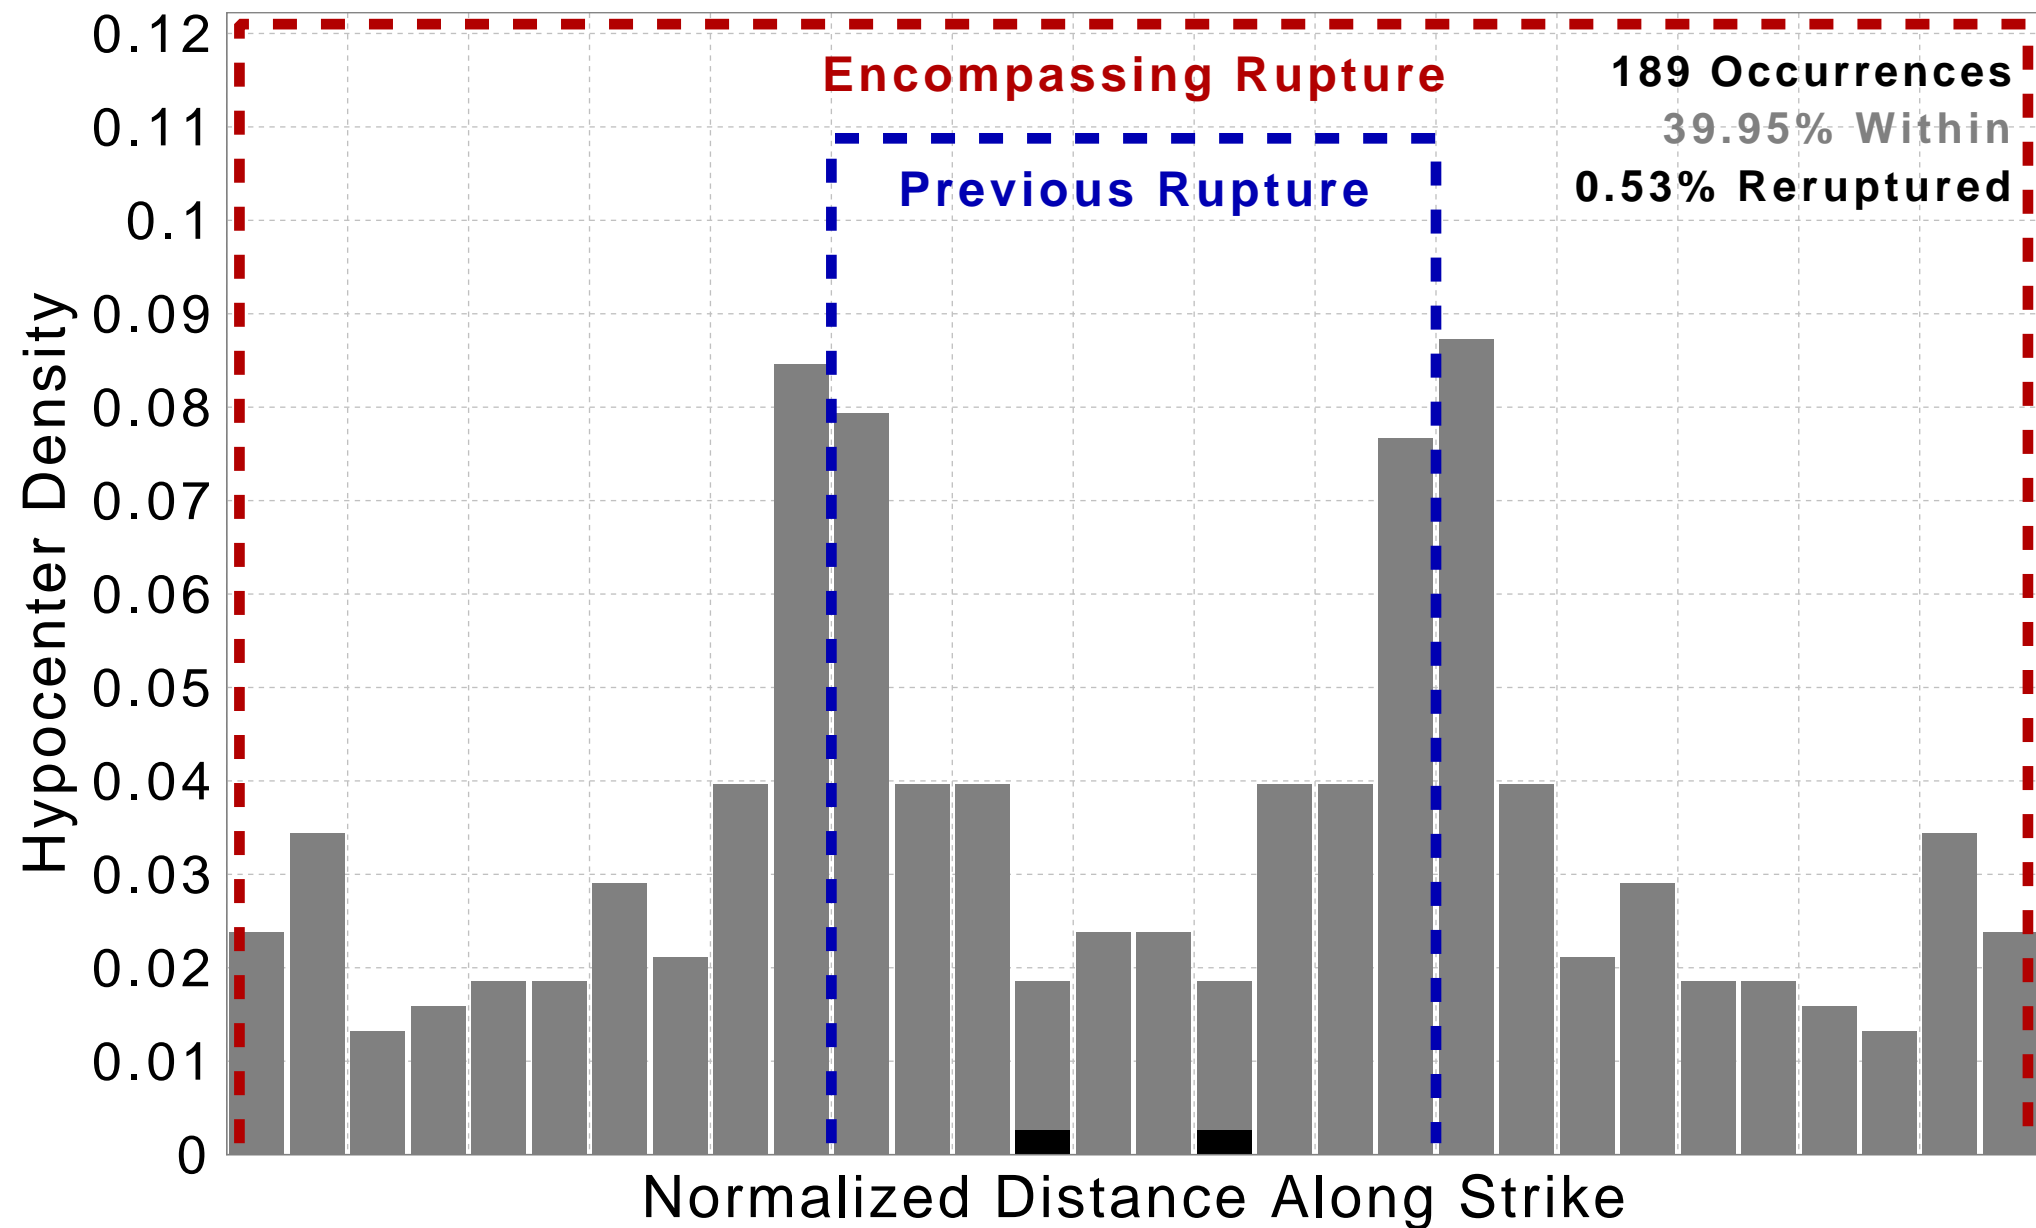 0.12
0.11
0.1
0.09
0.08
0.07
0.06
0.05
0.04
0.03
0.02
0.01
0
Hypocenter Density
Encompassing Rupture
Previous Rupture
189 Occurrences
39.95% Within
0.53% Reruptured
Normalized Distance Along Strike